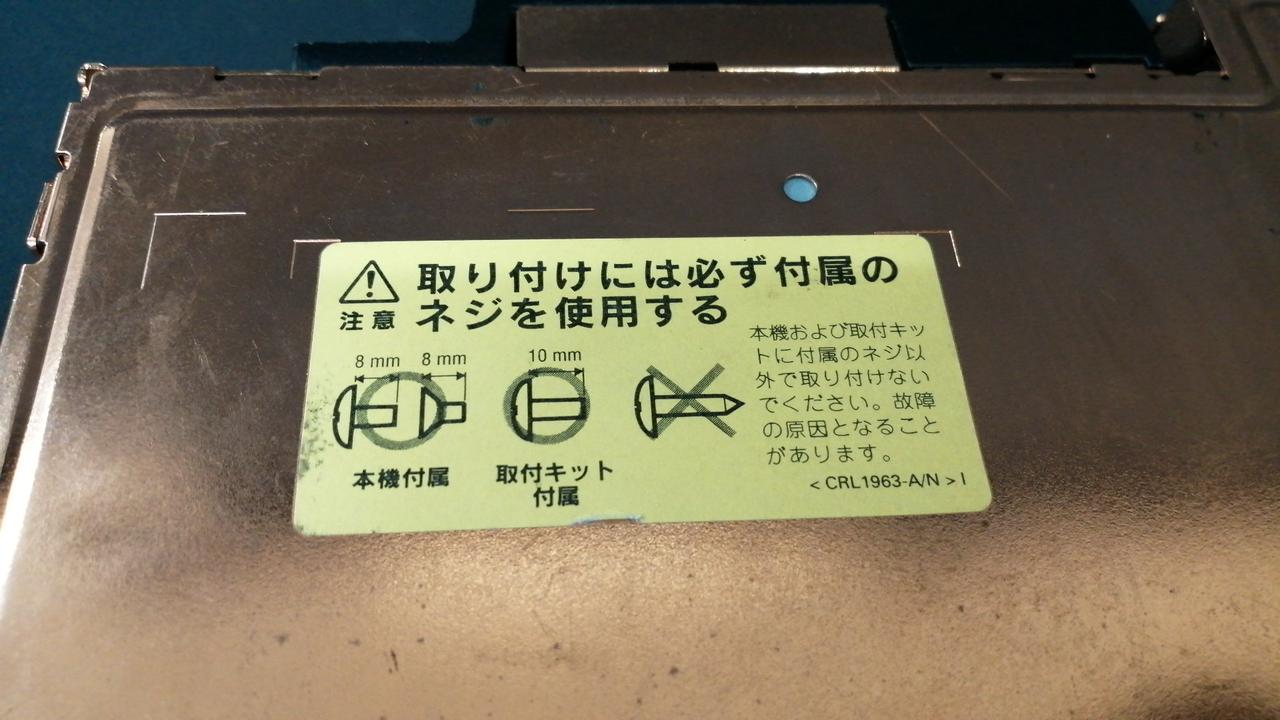 取り付けには必ず付属の
ネジを使用する
注意
8 mm 8 mm
10 mm
本機付属
取付キット
付属
本機および取付キッ
トに付属のネジ以
外で取り付けない
でください。故障
の原因となること
があります。
<CRL1963-A/N>I